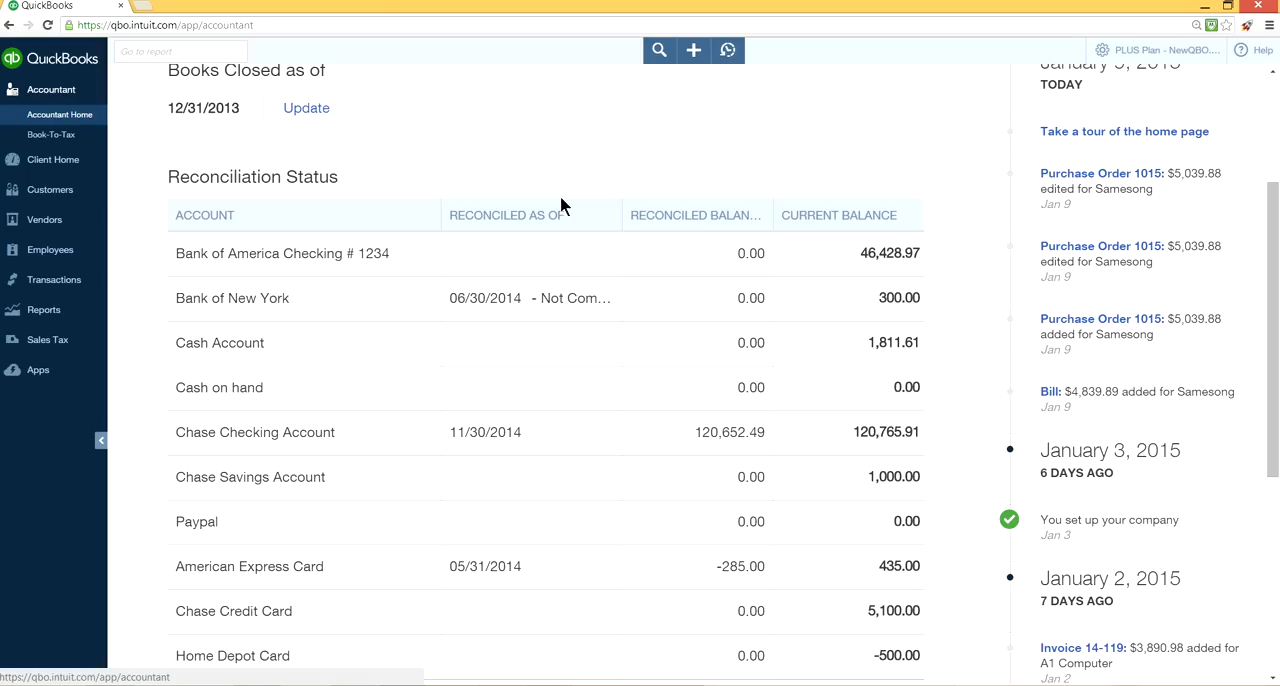 QuickBooks ×
https://qbo.intuit.com/app/accountant
qb QuickBooks
Go to report
PLUS Plan - NewQBO....
? Help
Accountant
Accountant Home
Book-To-Tax
Client Home
Customers
Vendors
Employees
Transactions
Reports
Sales Tax
Apps
Books Closed as of
12/31/2013 Update
Reconciliation Status
ACCOUNT RECONCILED AS OF RECONCILED BALAN... CURRENT BALANCE
Bank of America Checking # 1234 0.00 46,428.97
Bank of New York 06/30/2014 - Not Com... 0.00 300.00
Cash Account 0.00 1,811.61
Cash on hand 0.00 0.00
Chase Checking Account 11/30/2014 120,652.49 120,765.91
Chase Savings Account 0.00 1,000.00
Paypal 0.00 0.00
American Express Card 05/31/2014 -285.00 435.00
Chase Credit Card 0.00 5,100.00
Home Depot Card 0.00 -500.00
January 9, 2015
TODAY
Take a tour of the home page
Purchase Order 1015: $5,039.88
edited for Samesong
Jan 9
Purchase Order 1015: $5,039.88
edited for Samesong
Jan 9
Purchase Order 1015: $5,039.88
added for Samesong
Jan 9
Bill: $4,839.89 added for Samesong
Jan 9
January 3, 2015
6 DAYS AGO
You set up your company
Jan 3
January 2, 2015
7 DAYS AGO
Invoice 14-119: $3,890.98 added for
A1 Computer
Jan 2
https://qbo.intuit.com/app/accountant